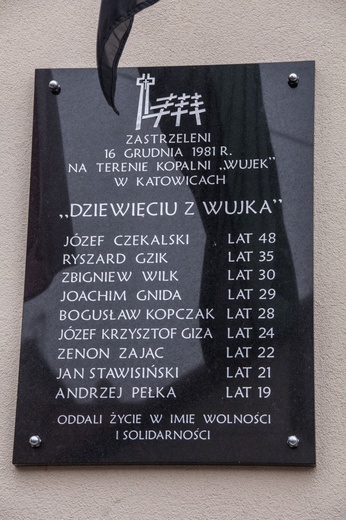 ZASTRZELENI
16 GRUDNIA 1981 R.
NA TERENIE KOPALNI „WUJEK”
W KATOWICACH
„DZIEWIĘCIU Z WUJKA”
JÓZEF CZEKALSKI LAT 48
RYSZARD GZIK LAT 35
ZBIGNIEW WILK LAT 30
JOACHIM GNIDA LAT 29
BOGUSŁAW KOPCZAK LAT 28
JÓZEF KRZYSZTOF GIZA LAT 24
ZENON ZAJĄC LAT 22
JAN STAWISIŃSKI LAT 21
ANDRZEJ PEŁKA LAT 19
ODDALI ŻYCIE W IMIE WOLNOŚCI
I SOLIDARNOŚCI